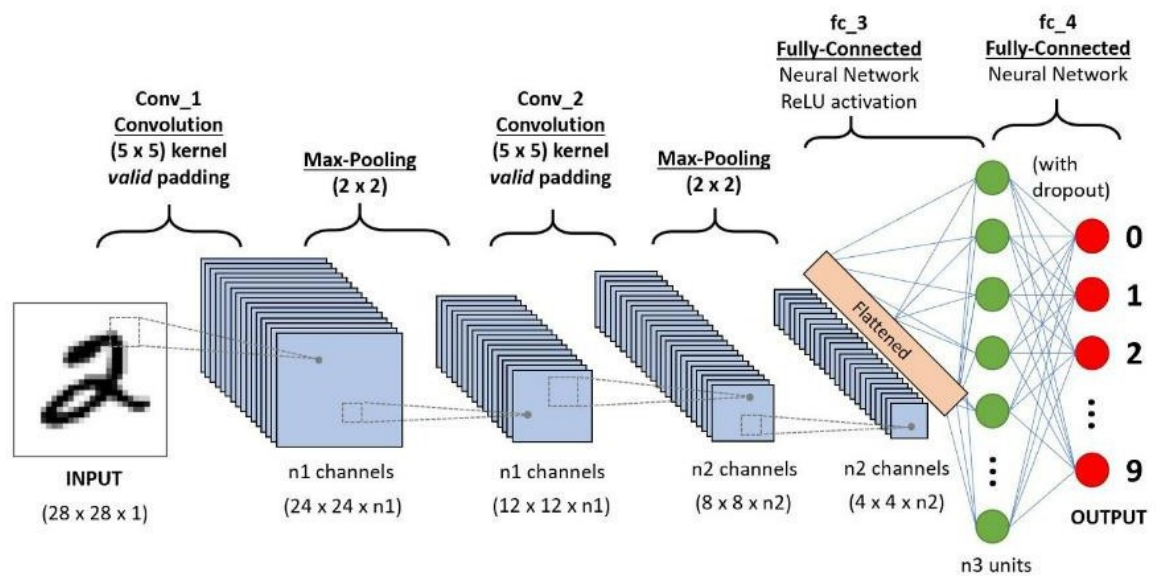 Conv_1
Convolution
(5 x 5) kernel
valid padding
Max-Pooling
(2 x 2)
Conv_2
Convolution
(5 x 5) kernel
valid padding
Max-Pooling
(2 x 2)
fc_3
Fully-Connected
Neural Network
ReLU activation
fc_4
Fully-Connected
Neural Network
(with
dropout)
Flattened
0
1
2
9
2
INPUT
(28 x 28 x 1)
n1 channels
(24 x 24 x n1)
n1 channels
(12 x 12 x n1)
n2 channels
(8 x 8 x n2)
n2 channels
(4 x 4 x n2)
n3 units
OUTPUT